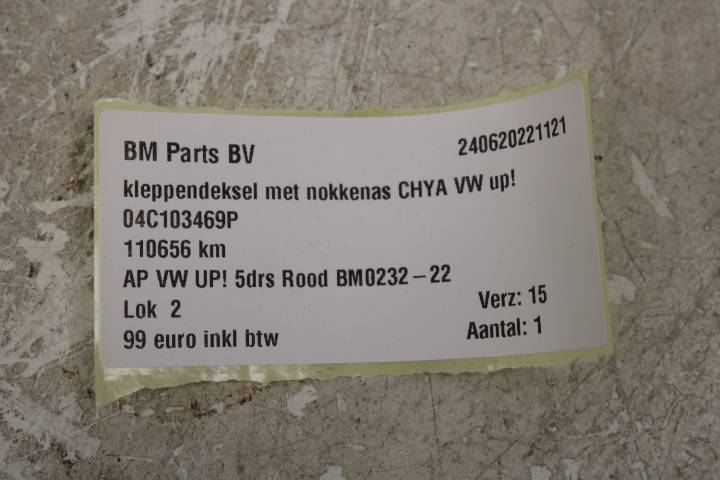 BM Parts BV 240620221121
kleppendeksel met nokkenas CHYA VW up!
04C103469P
110656 km
AP VW UP! 5drs Rood BM0232-22
Lok 2 Verz: 15
99 euro inkl btw Aantal: 1